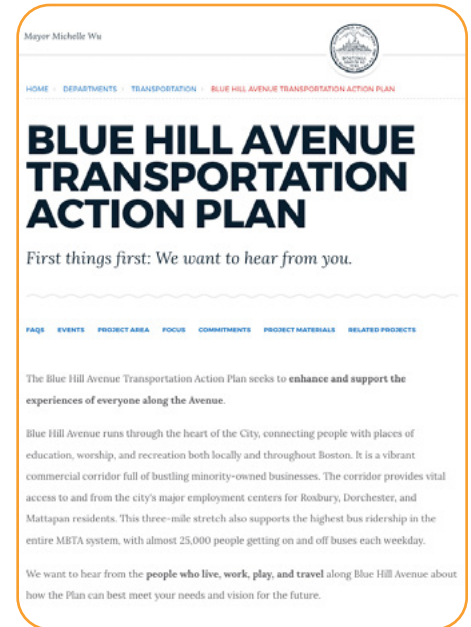 Mayor Michelle Wu
HOME › DEPARTMENTS › TRANSPORTATION › BLUE HILL AVENUE TRANSPORTATION ACTION PLAN
BLUE HILL AVENUE
TRANSPORTATION
ACTION PLAN
First things first: We want to hear from you.
FAQS EVENTS PROJECT AREA FOCUS COMMITMENTS PROJECT MATERIALS RELATED PROJECTS
The Blue Hill Avenue Transportation Action Plan seeks to enhance and support the
experiences of everyone along the Avenue.
Blue Hill Avenue runs through the heart of the City, connecting people with places of
education, worship, and recreation both locally and throughout Boston. It is a vibrant
commercial corridor full of bustling minority-owned businesses. The corridor provides vital
access to and from the city's major employment centers for Roxbury, Dorchester, and
Mattapan residents. This three-mile stretch also supports the highest bus ridership in the
entire MBTA system, with almost 25,000 people getting on and off buses each weekday.
We want to hear from the people who live, work, play, and travel along Blue Hill Avenue about
how the Plan can best meet your needs and vision for the future.